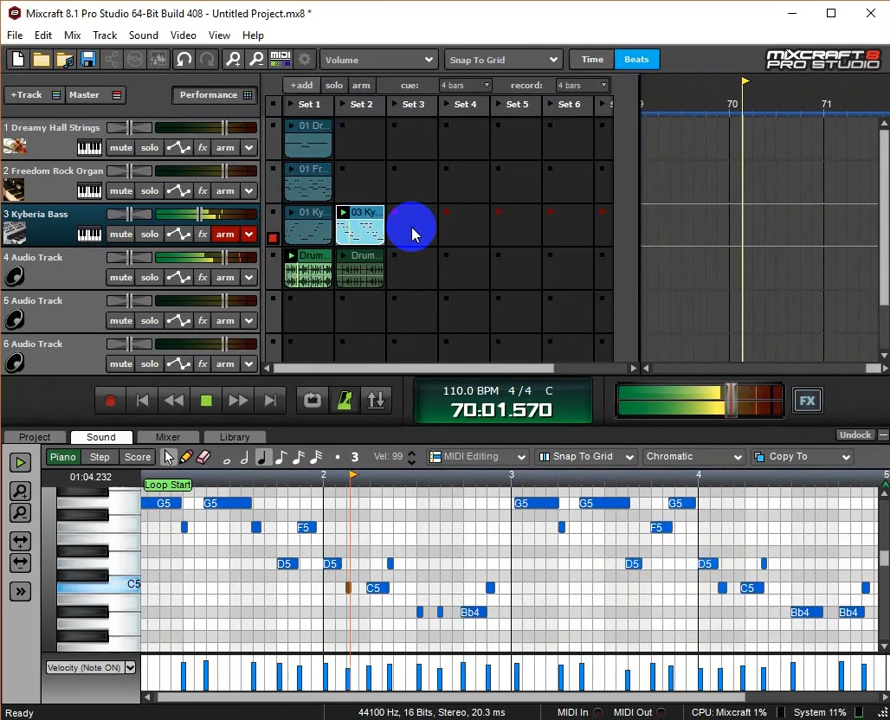 Mixcraft 8.1 Pro Studio 64-Bit Build 408 - Untitled Project.mx8 *
File Edit Mix Track Sound Video View Help
MIDI Volume Snap To Grid Time Beats MIXCRAFT 8 PRO STUDIO
+add solo arm cue: 4 bars record: 4 bars
+Track Master Performance
Set 1 Set 2 Set 3 Set 4 Set 5 Set 6
70 71
1 Dreamy Hall Strings 01 Dr...
mute solo fx arm
2 Freedom Rock Organ 01 Fr...
mute solo fx arm
3 Kyberia Bass 01 Ky... 03 Ky...
mute solo fx arm
4 Audio Track Drum... Drum...
mute solo fx arm
5 Audio Track
mute solo fx arm
6 Audio Track
mute solo fx arm
110.0 BPM 4 / 4 C
70:01.570
FX
Project Sound Mixer Library Undock
Piano Step Score 3 Vel: 99 MIDI Editing Snap To Grid Chromatic Copy To
01:04.232 2 3 4 5
Loop Start
G5 G5 G5 G5 G5
F5 F5
D5 D5 D5 D5
C5 C5 C5
Bb4 Bb4 Bb4
Velocity (Note ON)
Ready 44100 Hz, 16 Bits, Stereo, 20.3 ms MIDI In MIDI Out CPU: Mixcraft 1% System 11%